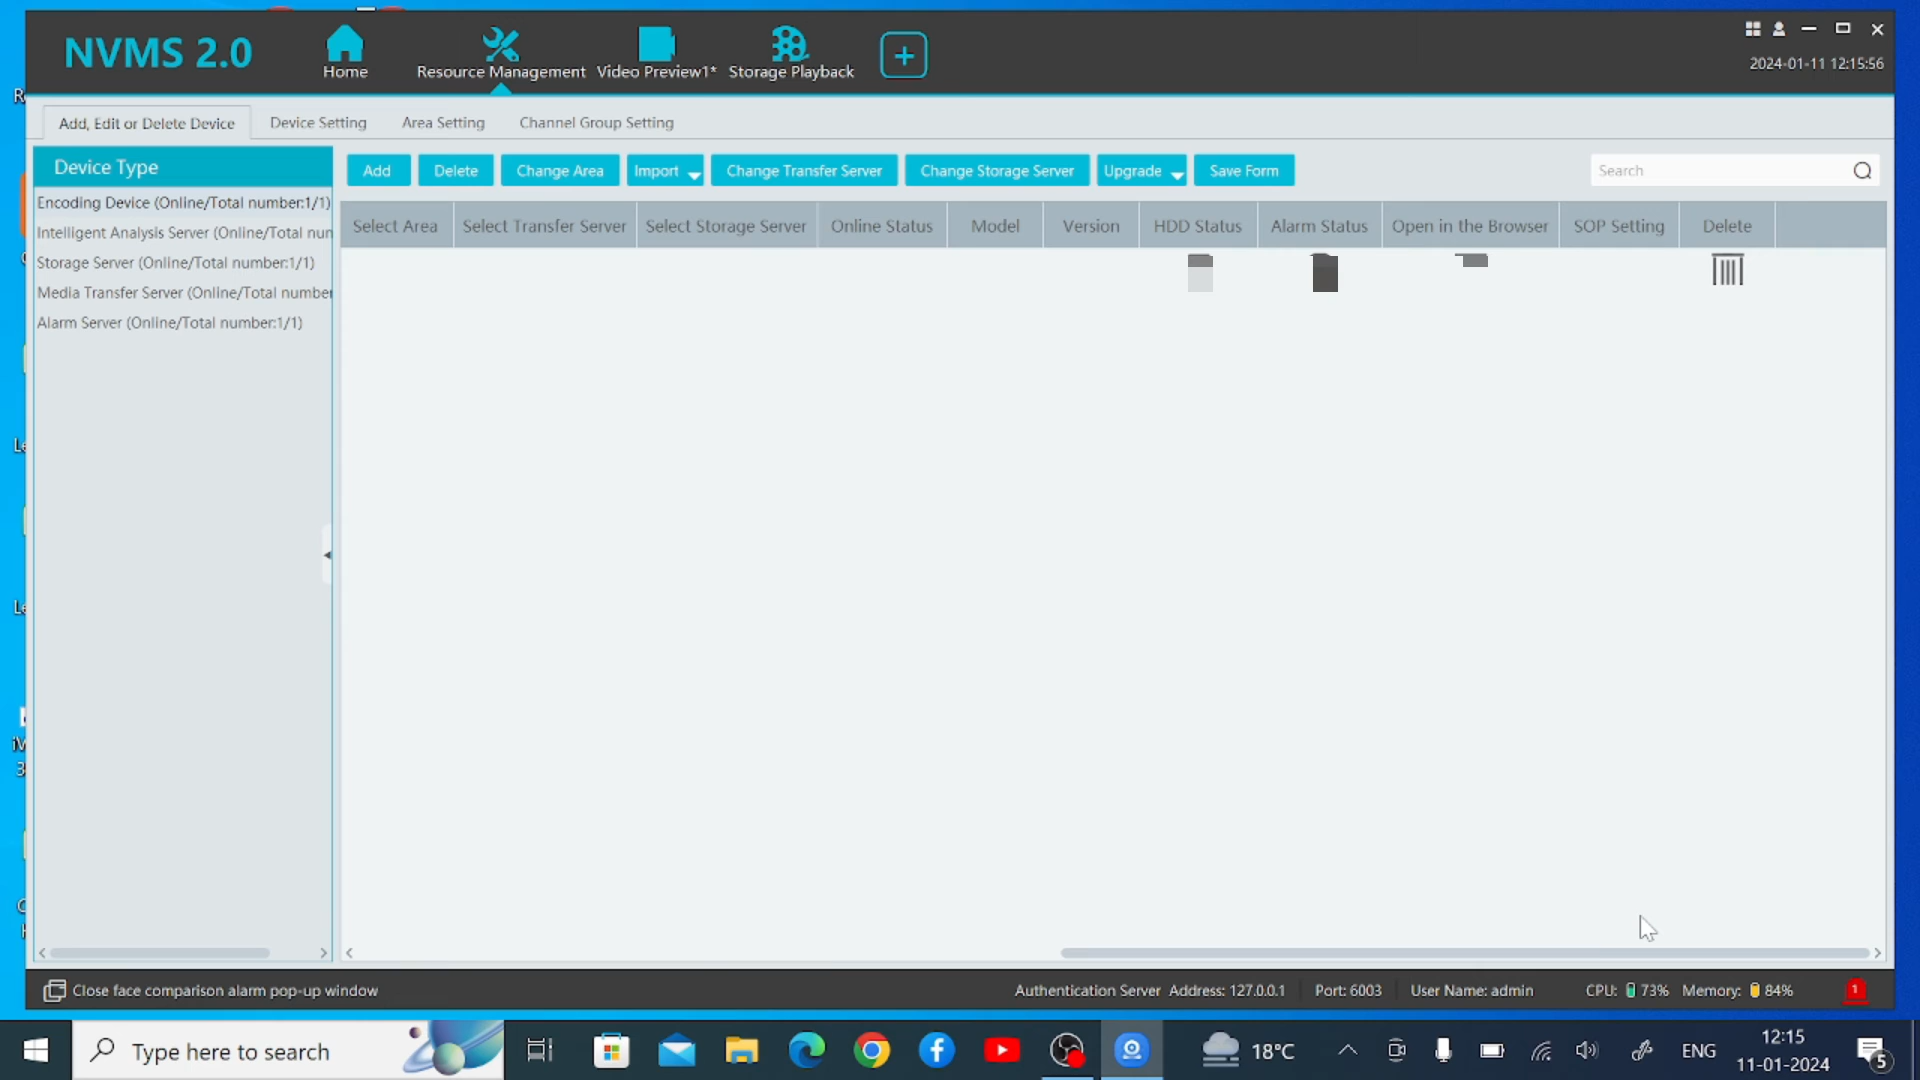 NVMS 2.0
Home
Resource Management
Video Preview1*
Storage Playback
2024-01-11 12:15:56
Add, Edit or Delete Device
Device Setting
Area Setting
Channel Group Setting
Device Type
Add
Delete
Change Area
Import
Change Transfer Server
Change Storage Server
Upgrade
Save Form
Search
Encoding Device (Online/Total number:1/1)
Intelligent Analysis Server (Online/Total num
Storage Server (Online/Total number:1/1)
Media Transfer Server (Online/Total number
Alarm Server (Online/Total number:1/1)
Select Area
Select Transfer Server
Select Storage Server
Online Status
Model
Version
HDD Status
Alarm Status
Open in the Browser
SOP Setting
Delete
Close face comparison alarm pop-up window
Authentication Server Address: 127.0.0.1
Port: 6003
User Name: admin
CPU: 73%
Memory: 84%
1
Type here to search
18°C
ENG
12:15
11-01-2024
5